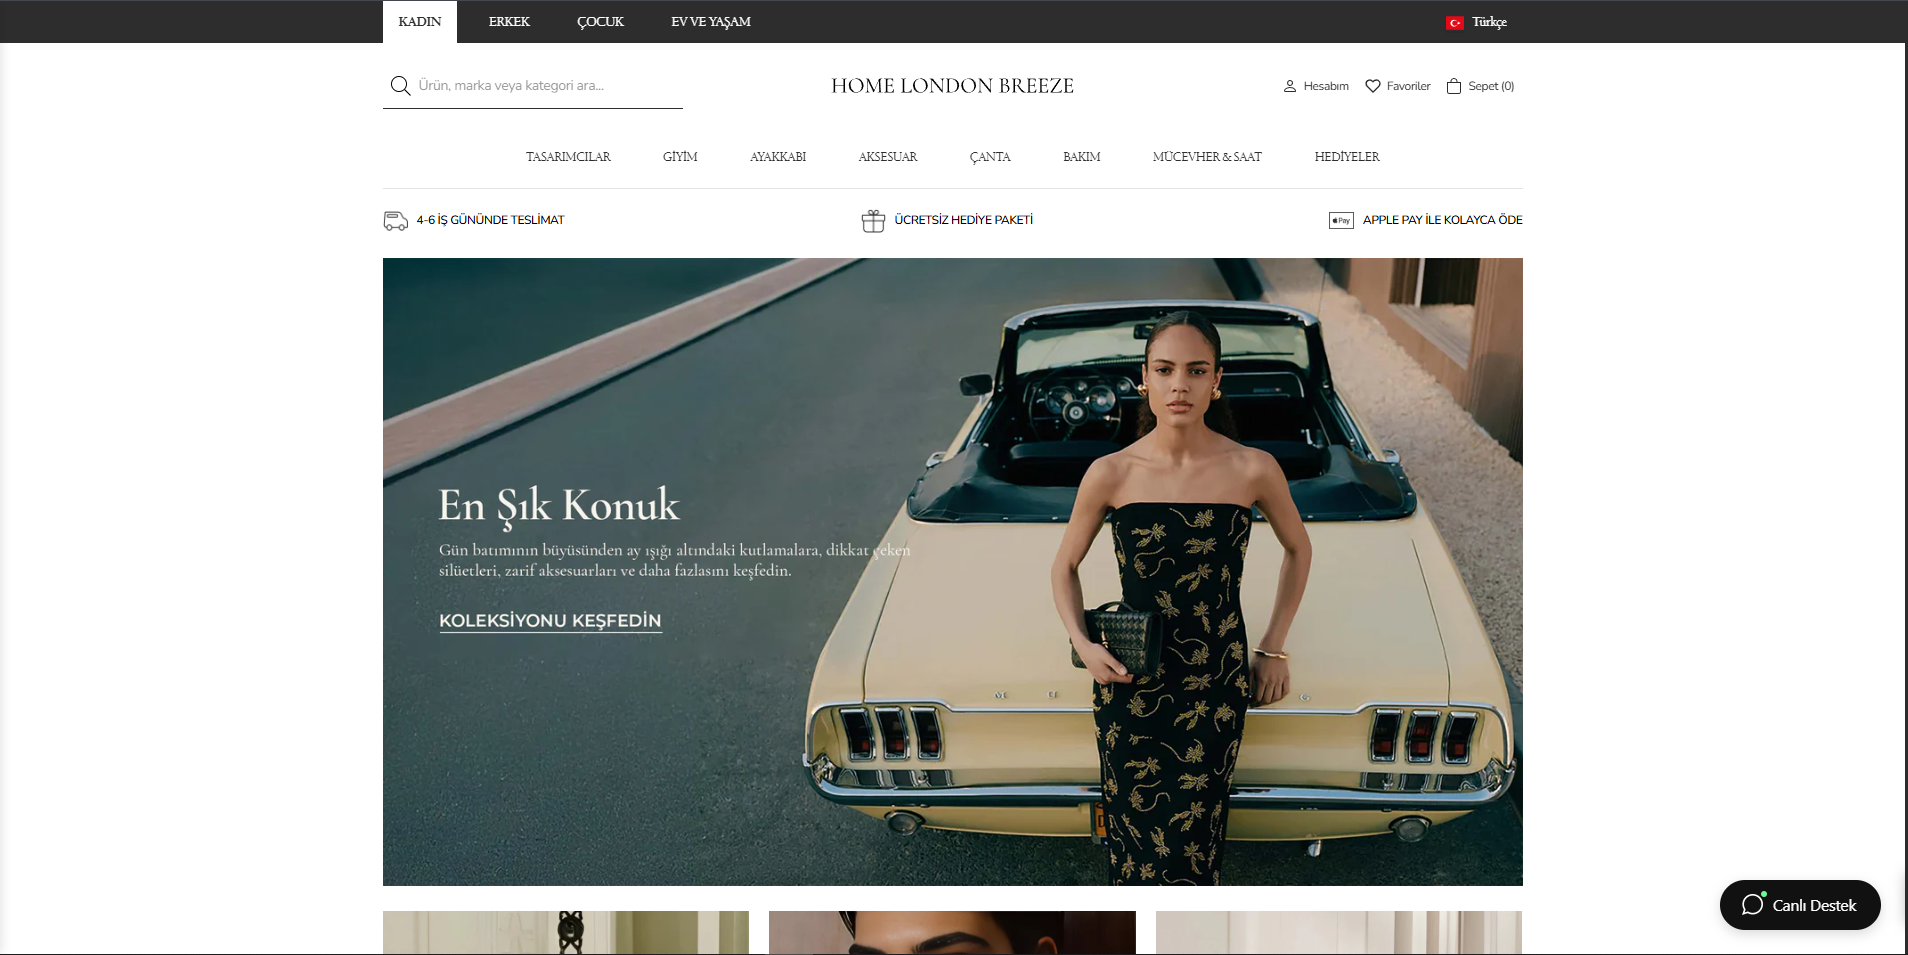 KADIN
ERKEK
ÇOCUK
EV VE YAŞAM
Türkçe
Ürün, marka veya kategori ara...
HOME LONDON BREEZE
Hesabım
Favoriler
Sepet (0)
TASARIMCILAR
GİYİM
AYAKKABI
AKSESUAR
ÇANTA
BAKIM
MÜCEVHER & SAAT
HEDİYELER
4-6 İŞ GÜNÜNDE TESLİMAT
ÜCRETSİZ HEDİYE PAKETİ
Pay
APPLE PAY İLE KOLAYCA ÖDE
En Şık Konuk
Gün batımının büyüsünden ay ışığı altındaki kutlamalara, dikkat çeken
silüetleri, zarif aksesuarları ve daha fazlasını keşfedin.
KOLEKSİYONU KEŞFEDİN
M U G
Canlı Destek